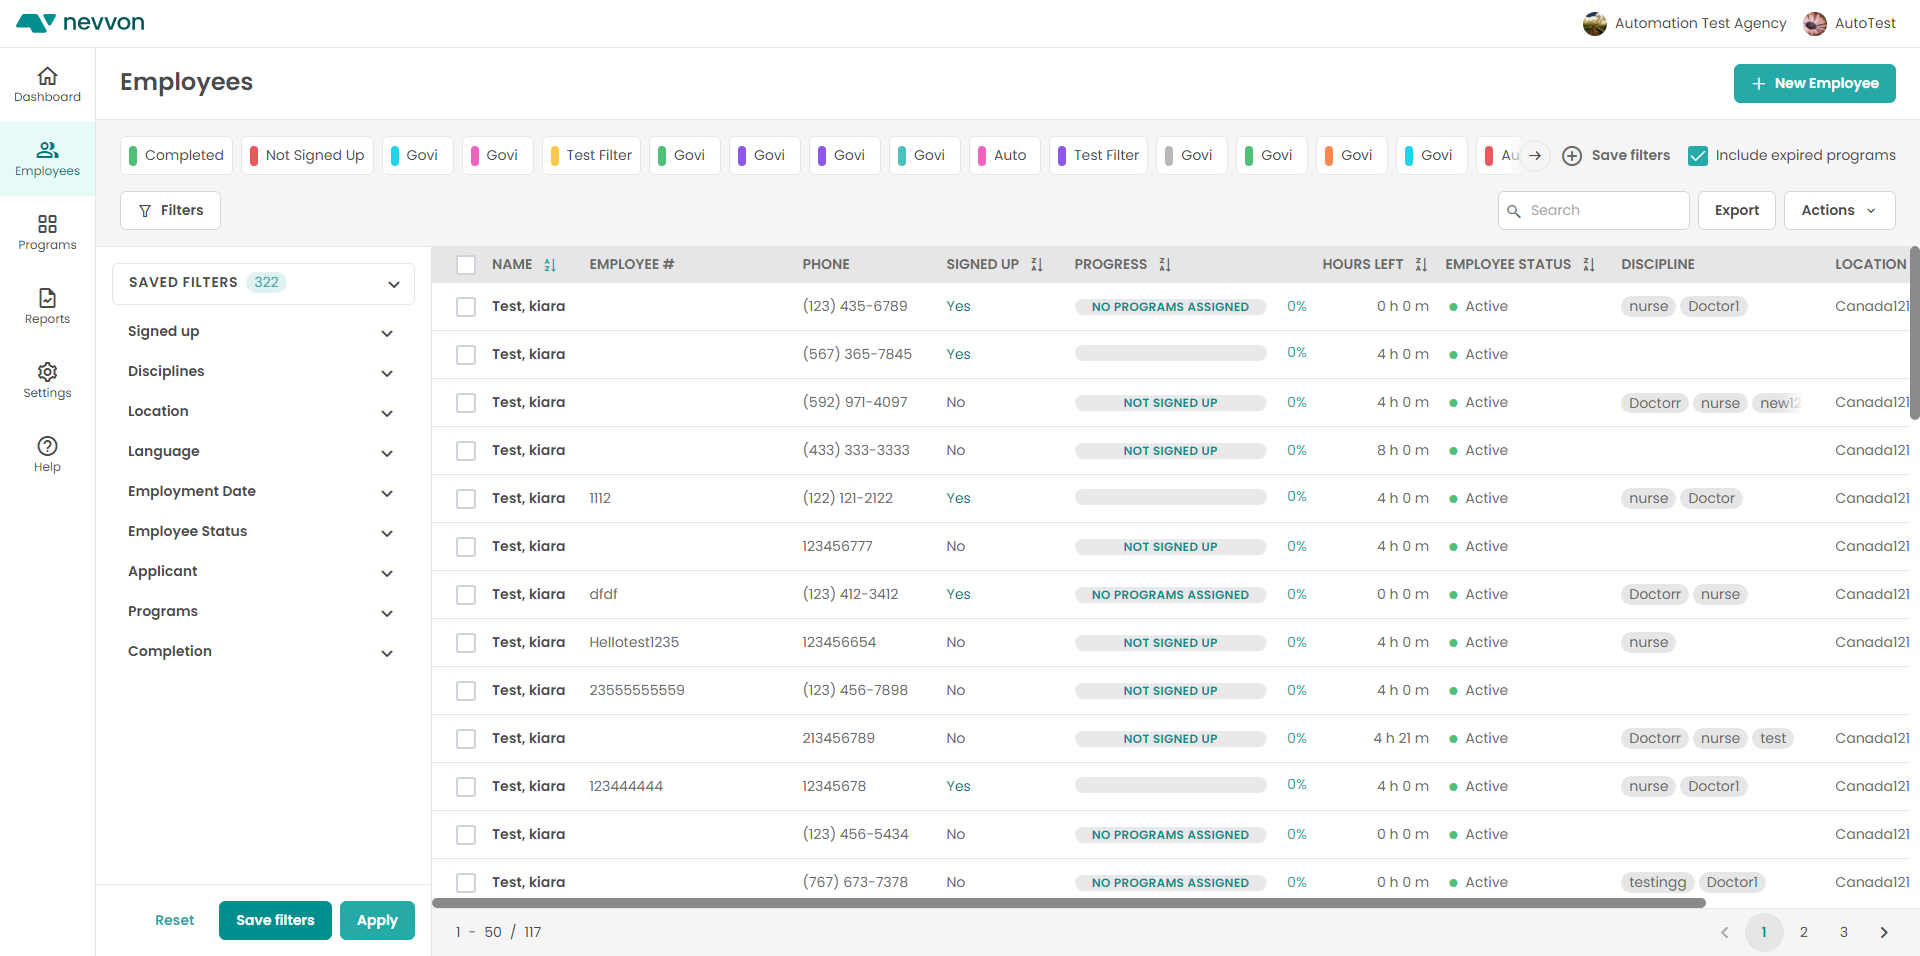 nevvon
Automation Test Agency AutoTest
Dashboard
Employees
Programs
Reports
Settings
Help
Employees
New Employee
Completed Not Signed Up Govi Govi Test Filter Govi Govi Govi Govi Auto Test Filter Govi Govi Govi Govi Au Save filters Include expired programs
Filters Search Export Actions
SAVED FILTERS 322
Signed up
Disciplines
Location
Language
Employment Date
Employee Status
Applicant
Programs
Completion
Reset Save filters Apply
NAME EMPLOYEE # PHONE SIGNED UP PROGRESS HOURS LEFT EMPLOYEE STATUS DISCIPLINE LOCATION
Test, kiara (123) 435-6789 Yes NO PROGRAMS ASSIGNED 0% 0 h 0 m Active nurse Doctor1 Canada121
Test, kiara (567) 365-7845 Yes 0% 4 h 0 m Active
Test, kiara (592) 971-4097 No NOT SIGNED UP 0% 4 h 0 m Active Doctorr nurse new12 Canada121
Test, kiara (433) 333-3333 No NOT SIGNED UP 0% 8 h 0 m Active Canada121
Test, kiara 1112 (122) 121-2122 Yes 0% 4 h 0 m Active nurse Doctor Canada121
Test, kiara 123456777 No NOT SIGNED UP 0% 4 h 0 m Active Canada121
Test, kiara dfdf (123) 412-3412 Yes NO PROGRAMS ASSIGNED 0% 0 h 0 m Active Doctorr nurse Canada121
Test, kiara Hellotest1235 123456654 No NOT SIGNED UP 0% 4 h 0 m Active nurse Canada121
Test, kiara 23555555559 (123) 456-7898 No NOT SIGNED UP 0% 4 h 0 m Active
Test, kiara 213456789 No NOT SIGNED UP 0% 4 h 21 m Active Doctorr nurse test Canada121
Test, kiara 123444444 12345678 Yes 0% 4 h 0 m Active nurse Doctor1 Canada121
Test, kiara (123) 456-5434 No NO PROGRAMS ASSIGNED 0% 0 h 0 m Active Canada121
Test, kiara (767) 673-7378 No NO PROGRAMS ASSIGNED 0% 0 h 0 m Active testingg Doctor1 Canada121
1 - 50 / 117 1 2 3